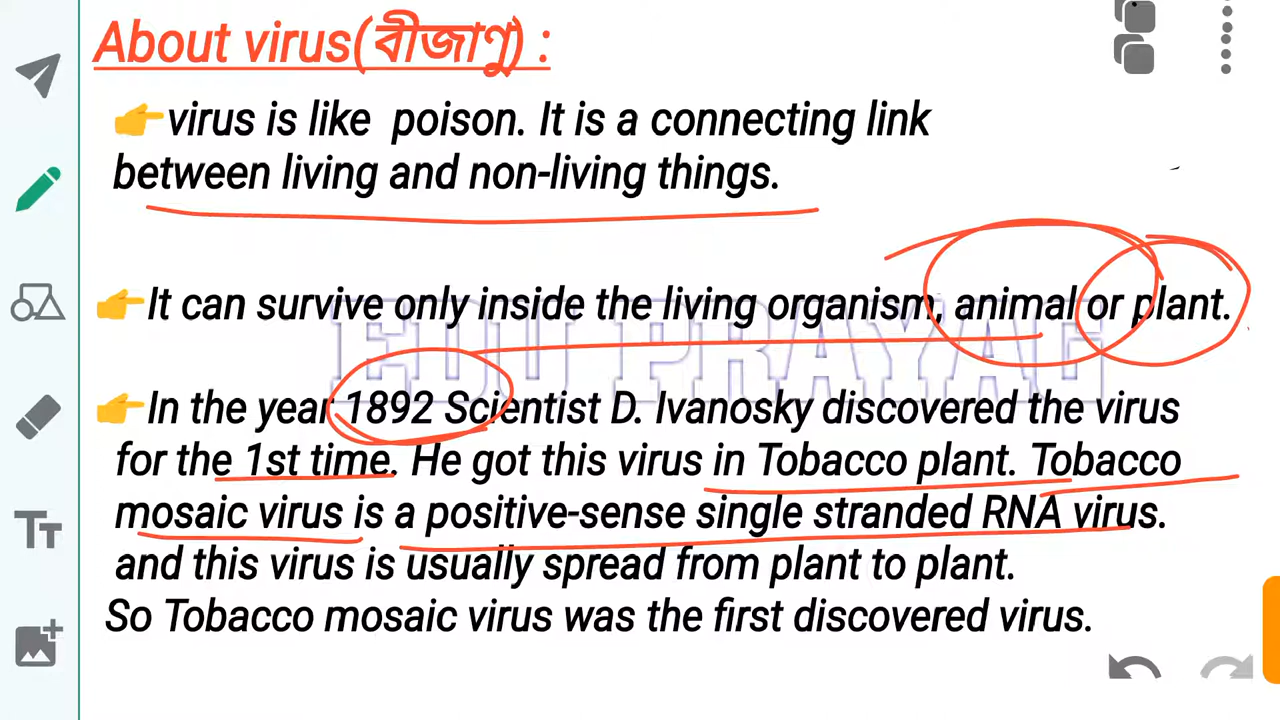 About virus(বীজাণু) :
👉virus is like poison. It is a connecting link
between living and non-living things.
👉It can survive only inside the living organism, animal or plant.
EDU PRAYAG
👉In the year 1892 Scientist D. Ivanosky discovered the virus
for the 1st time. He got this virus in Tobacco plant. Tobacco
mosaic virus is a positive-sense single stranded RNA virus.
and this virus is usually spread from plant to plant.
So Tobacco mosaic virus was the first discovered virus.
TT